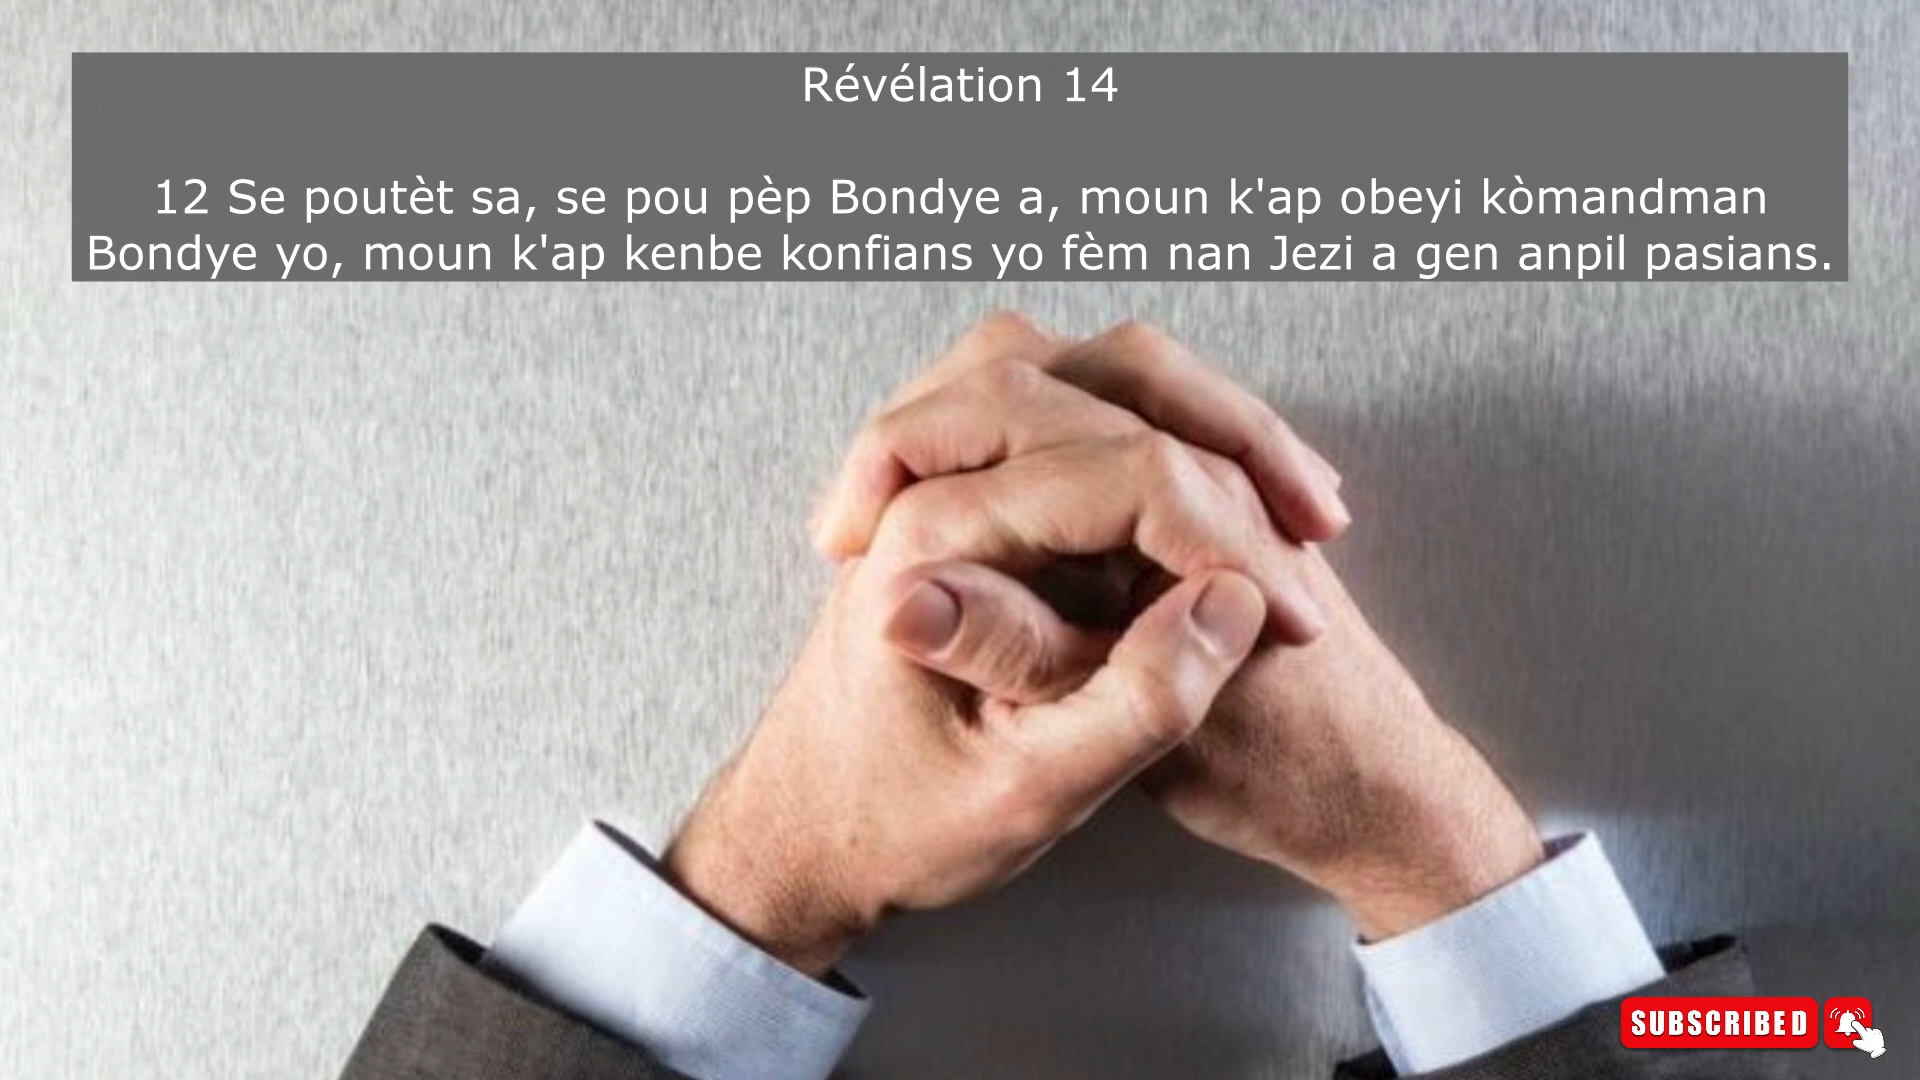 Révélation 14
12 Se poutèt sa, se pou pèp Bondye a, moun k'ap obeyi kòmandman
Bondye yo, moun k'ap kenbe konfians yo fèm nan Jezi a gen anpil pasians.
SUBSCRIBED